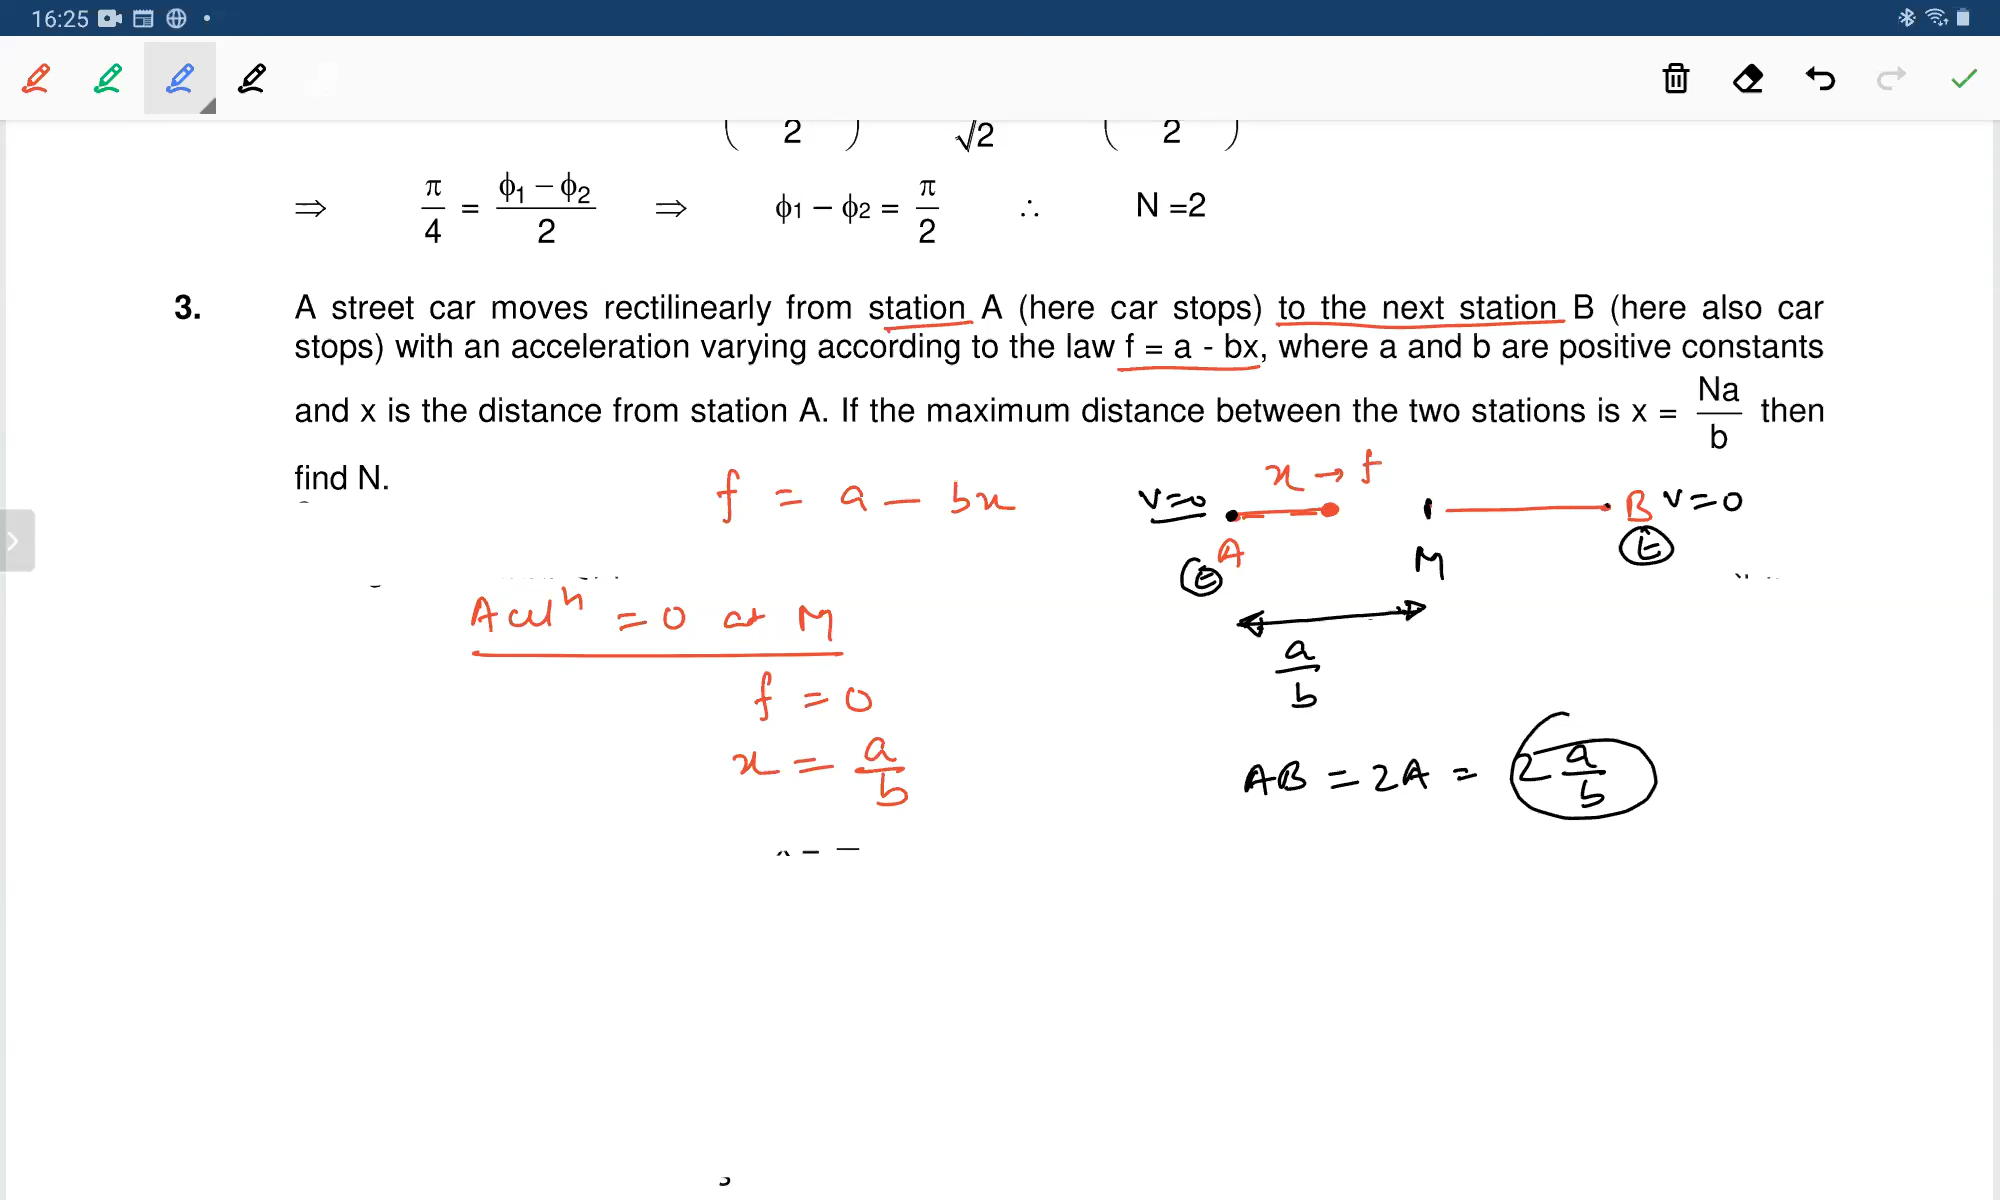 16:25
( 2 ) √2 ( 2 )
⇒ π/4 = (ϕ1 − ϕ2)/2 ⇒ ϕ1 − ϕ2 = π/2 ∴ N =2
3. A street car moves rectilinearly from station A (here car stops) to the next station B (here also car
stops) with an acceleration varying according to the law f = a - bx, where a and b are positive constants
and x is the distance from station A. If the maximum distance between the two stations is x = Na/b then
find N.
f = a − bx
x → f
v=0 B v=0
A M
a/b
Accln = 0 at M
f = 0
x = a/b
AB = 2A = 2 a/b